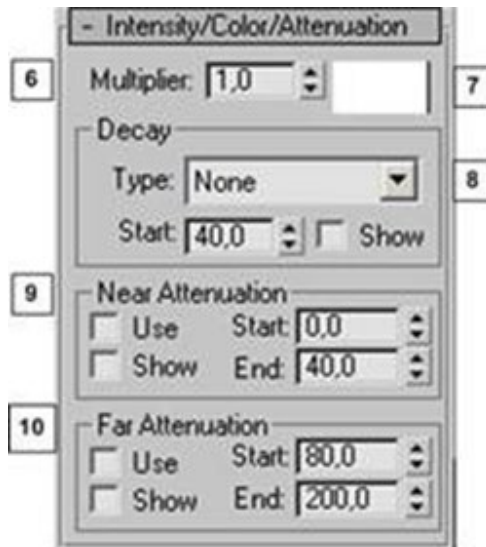 - Intensity/Color/Attenuation
6 Multiplier: 1,0 7
Decay
Type: None 8
Start: 40,0 Show
9 Near Attenuation
Use Start: 0,0
Show End: 40,0
10 Far Attenuation
Use Start: 80,0
Show End: 200,0